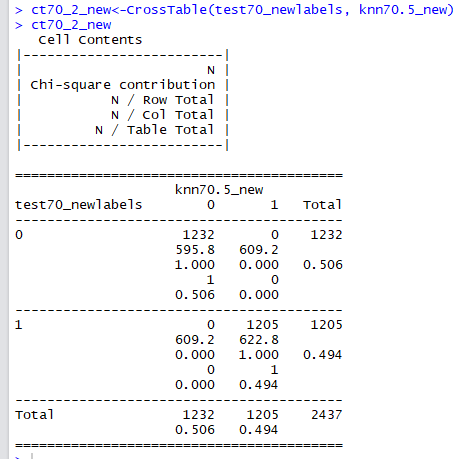 > ct70_2_new<-CrossTable(test70_newlabels, knn70.5_new)
> ct70_2_new
   Cell Contents
|-------------------------|
|                       N |
| Chi-square contribution |
|           N / Row Total |
|           N / Col Total |
|         N / Table Total |
|-------------------------|

=========================================
                    knn70.5_new
test70_newlabels        0       1   Total
-----------------------------------------
0                    1232       0    1232
                    595.8   609.2
                    1.000   0.000   0.506
                        1       0
                    0.506   0.000
-----------------------------------------
1                       0    1205    1205
                    609.2   622.8
                    0.000   1.000   0.494
                        0       1
                    0.000   0.494
-----------------------------------------
Total                1232    1205    2437
                    0.506   0.494
=========================================
>